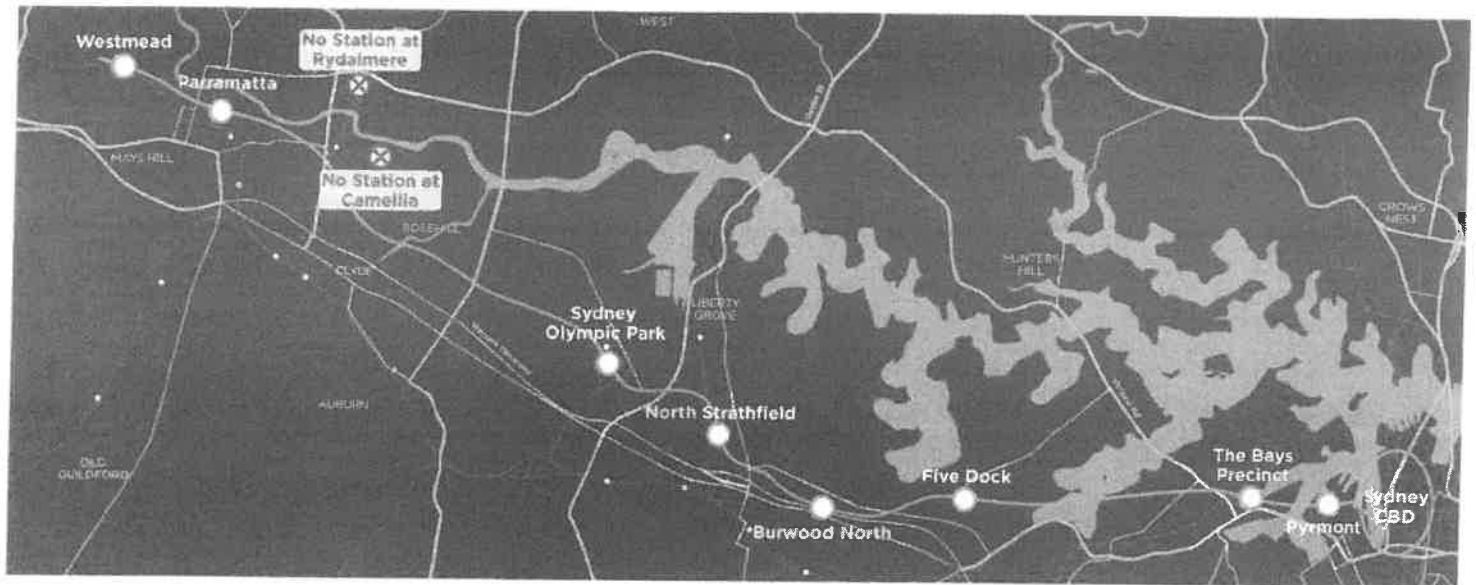 WEST
Westmead
No Station at
Rydalmere
Parramatta
MAYS HILL
No Station at
Camellia
ROSEHILL
CROWS
NEST
CLYDE
HUNTERS
HILL
LIBERTY
GROVE
Sydney
Olympic Park
AUBURN
North Strathfield
OLD
GUILDFORD
Five Dock
The Bays
Precinct
Sydney
CBD
Pyrmont
*Burwood North